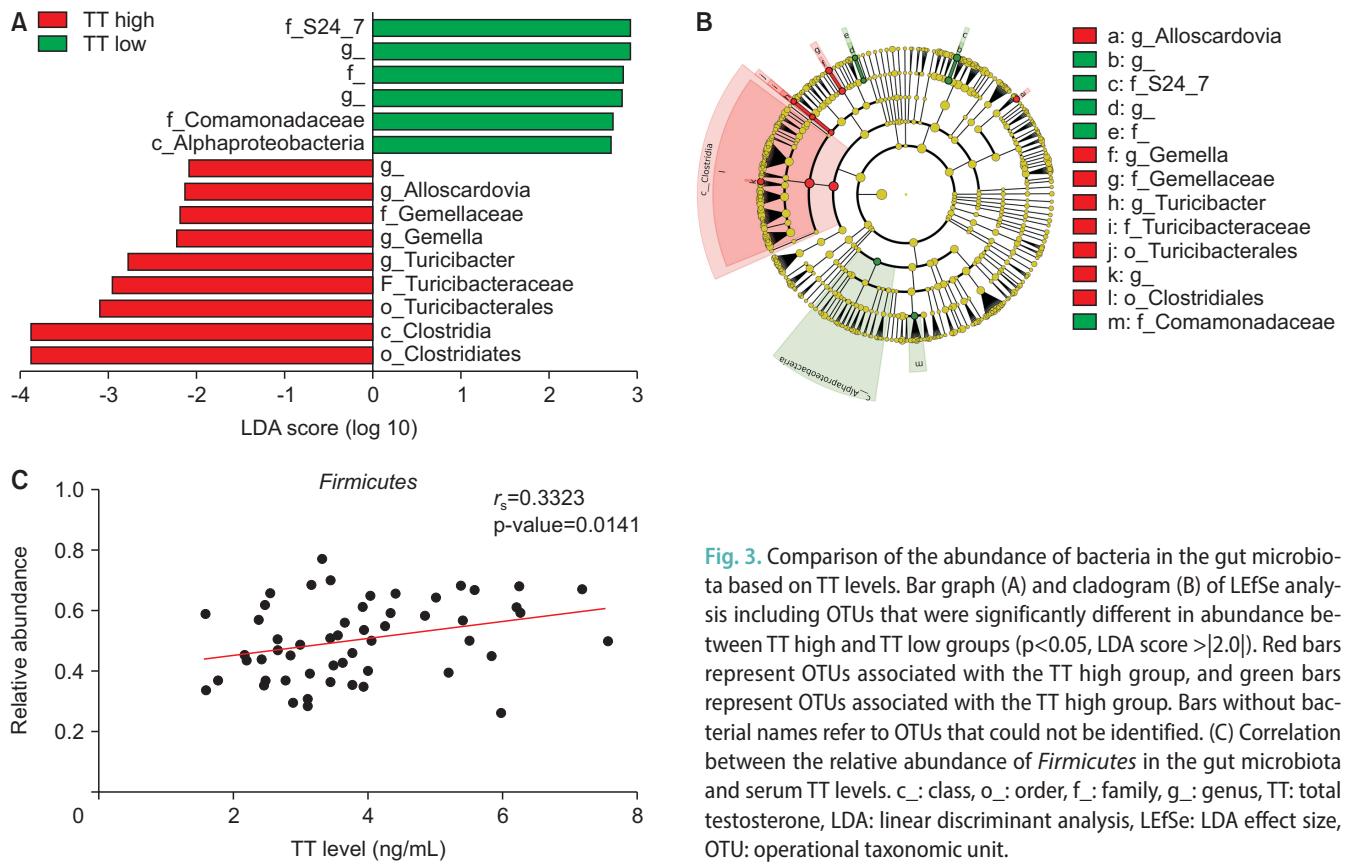 A
TT high
TT low
f_S24_7
g_
f_
g_
f_Comamonadaceae
c_Alphaproteobacteria
g_
g_Alloscardovia
f_Gemellaceae
g_Gemella
g_Turicibacter
F_Turicibacteraceae
o_Turicibacterales
c_Clostridia
o_Clostridiates
-4 -3 -2 -1 0 1 2 3
LDA score (log 10)
B
c
e
g
c_Clostridia
l
k
m
c_Alphaproteobacteria
a: g_Alloscardovia
b: g_
c: f_S24_7
d: g_
e: f_
f: g_Gemella
g: f_Gemellaceae
h: g_Turicibacter
i: f_Turicibacteraceae
j: o_Turicibacterales
k: g_
l: o_Clostridiales
m: f_Comamonadaceae
C
Firmicutes
rs=0.3323
p-value=0.0141
Relative abundance
1.0
0.8
0.6
0.4
0.2
2 4 6 8
TT level (ng/mL)
Fig. 3. Comparison of the abundance of bacteria in the gut microbio-
ta based on TT levels. Bar graph (A) and cladogram (B) of LEfSe analy-
sis including OTUs that were significantly different in abundance be-
tween TT high and TT low groups (p<0.05, LDA score >|2.0|). Red bars
represent OTUs associated with the TT high group, and green bars
represent OTUs associated with the TT high group. Bars without bac-
terial names refer to OTUs that could not be identified. (C) Correlation
between the relative abundance of Firmicutes in the gut microbiota
and serum TT levels. c_: class, o_: order, f_: family, g_: genus, TT: total
testosterone, LDA: linear discriminant analysis, LEfSe: LDA effect size,
OTU: operational taxonomic unit.